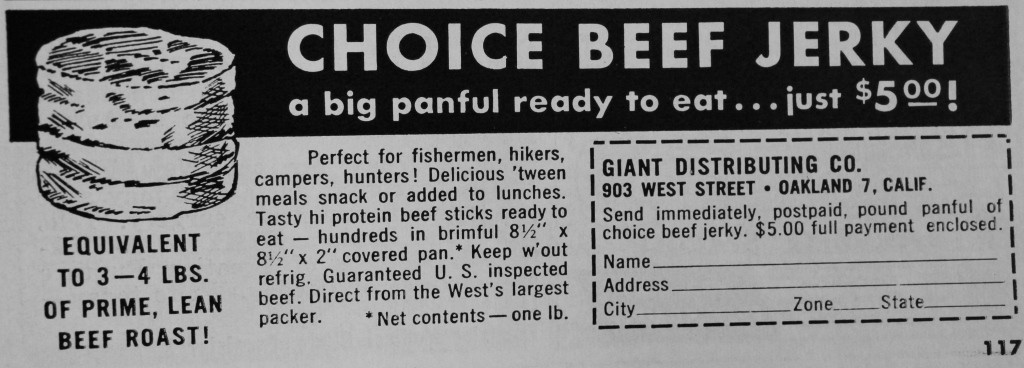 CHOICE BEEF JERKY
a big panful ready to eat...just $5.00!
EQUIVALENT
TO 3—4 LBS.
OF PRIME, LEAN
BEEF ROAST!
Perfect for fishermen, hikers,
campers, hunters! Delicious 'tween
meals snack or added to lunches.
Tasty hi protein beef sticks ready to
eat — hundreds in brimful 8½" x
8½" x 2" covered pan.* Keep w'out
refrig. Guaranteed U. S. inspected
beef. Direct from the West's largest
packer. *Net contents — one lb.
GIANT DISTRIBUTING CO.
903 WEST STREET • OAKLAND 7, CALIF.
Send immediately, postpaid, pound panful of
choice beef jerky. $5.00 full payment enclosed.
Name
Address
City Zone State
117